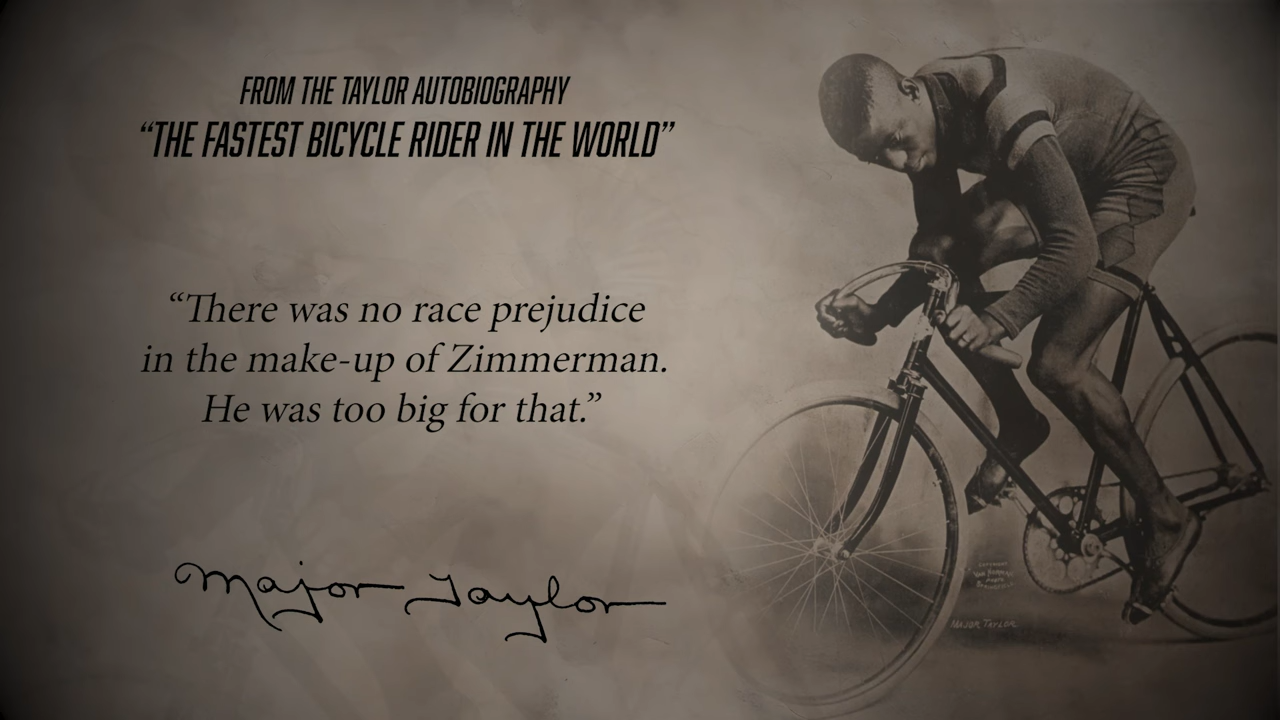 FROM THE TAYLOR AUTOBIOGRAPHY
“THE FASTEST BICYCLE RIDER IN THE WORLD”
“There was no race prejudice
in the make-up of Zimmerman.
He was too big for that.”
Major Taylor
MAJOR TAYLOR